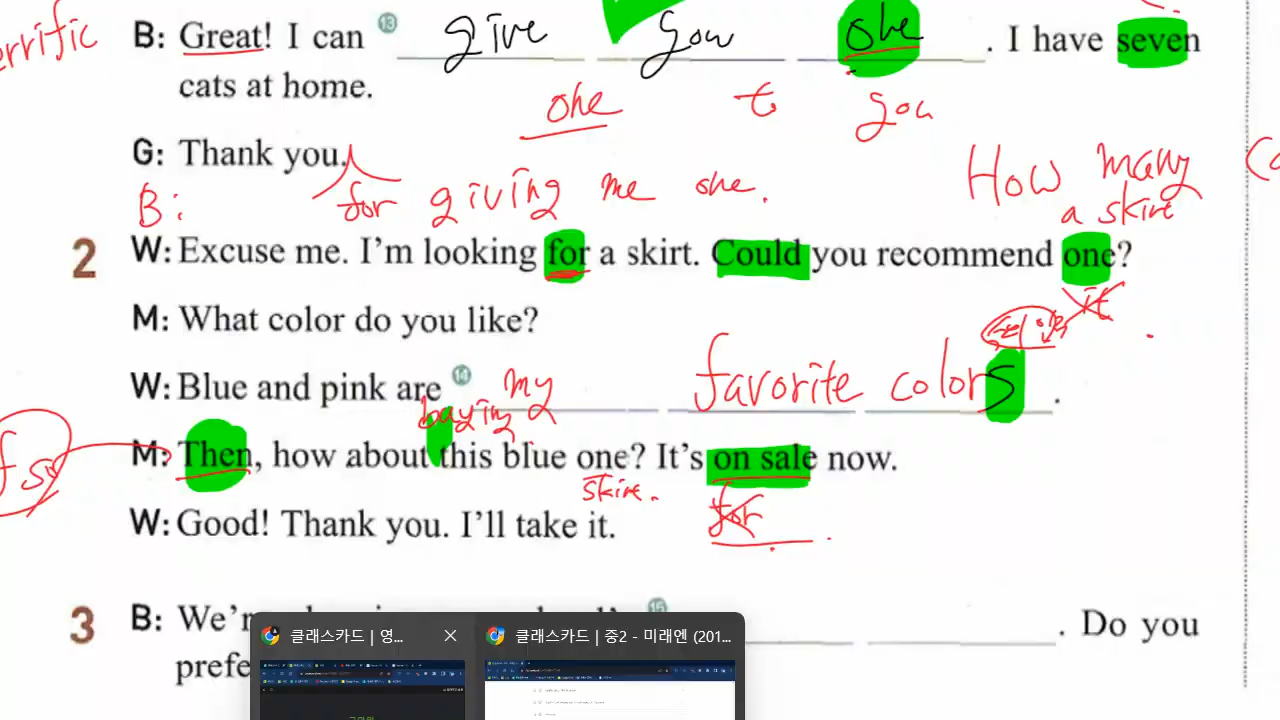 errific
B: Great! I can ⑬ give you one . I have seven
cats at home.
one to you
G: Thank you.
B: for giving me one.
How many
a skirt
2 W: Excuse me. I'm looking for a skirt. Could you recommend one?
it
M: What color do you like?
W: Blue and pink are ⑭ my favorite colors .
buying
M: Then, how about this blue one? It's on sale now.
skirt.
for
W: Good! Thank you. I'll take it.
3 B: We'r ⑮ . Do you
prefe
클래스카드 | 영...
클래스카드 | 중2 - 미래엔 (201...